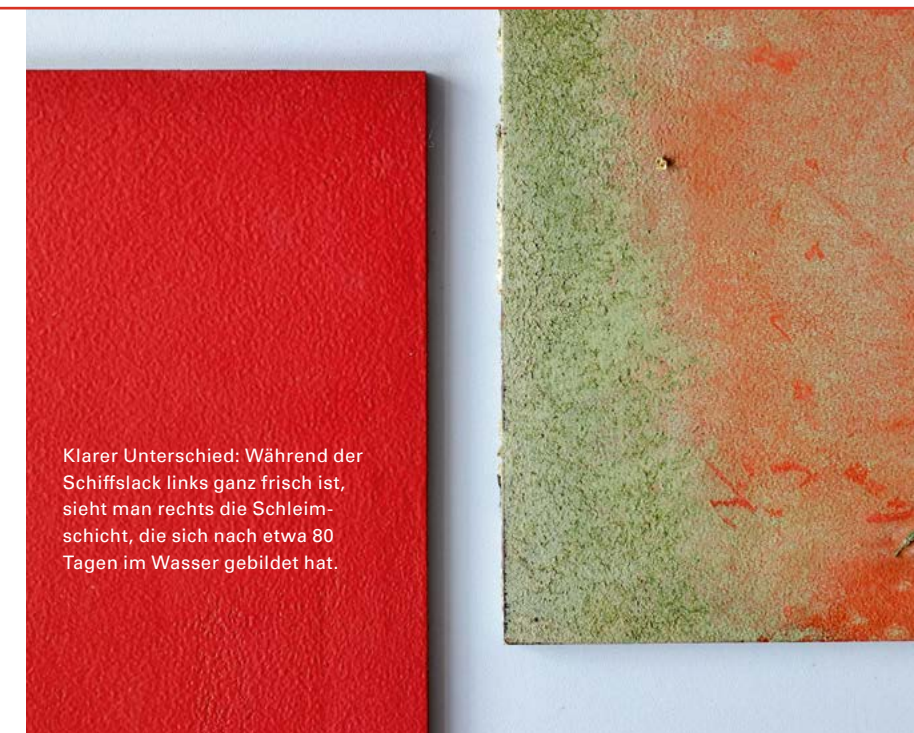 Klarer Unterschied: Während der
Schiffslack links ganz frisch ist,
sieht man rechts die Schleim-
schicht, die sich nach etwa 80
Tagen im Wasser gebildet hat.